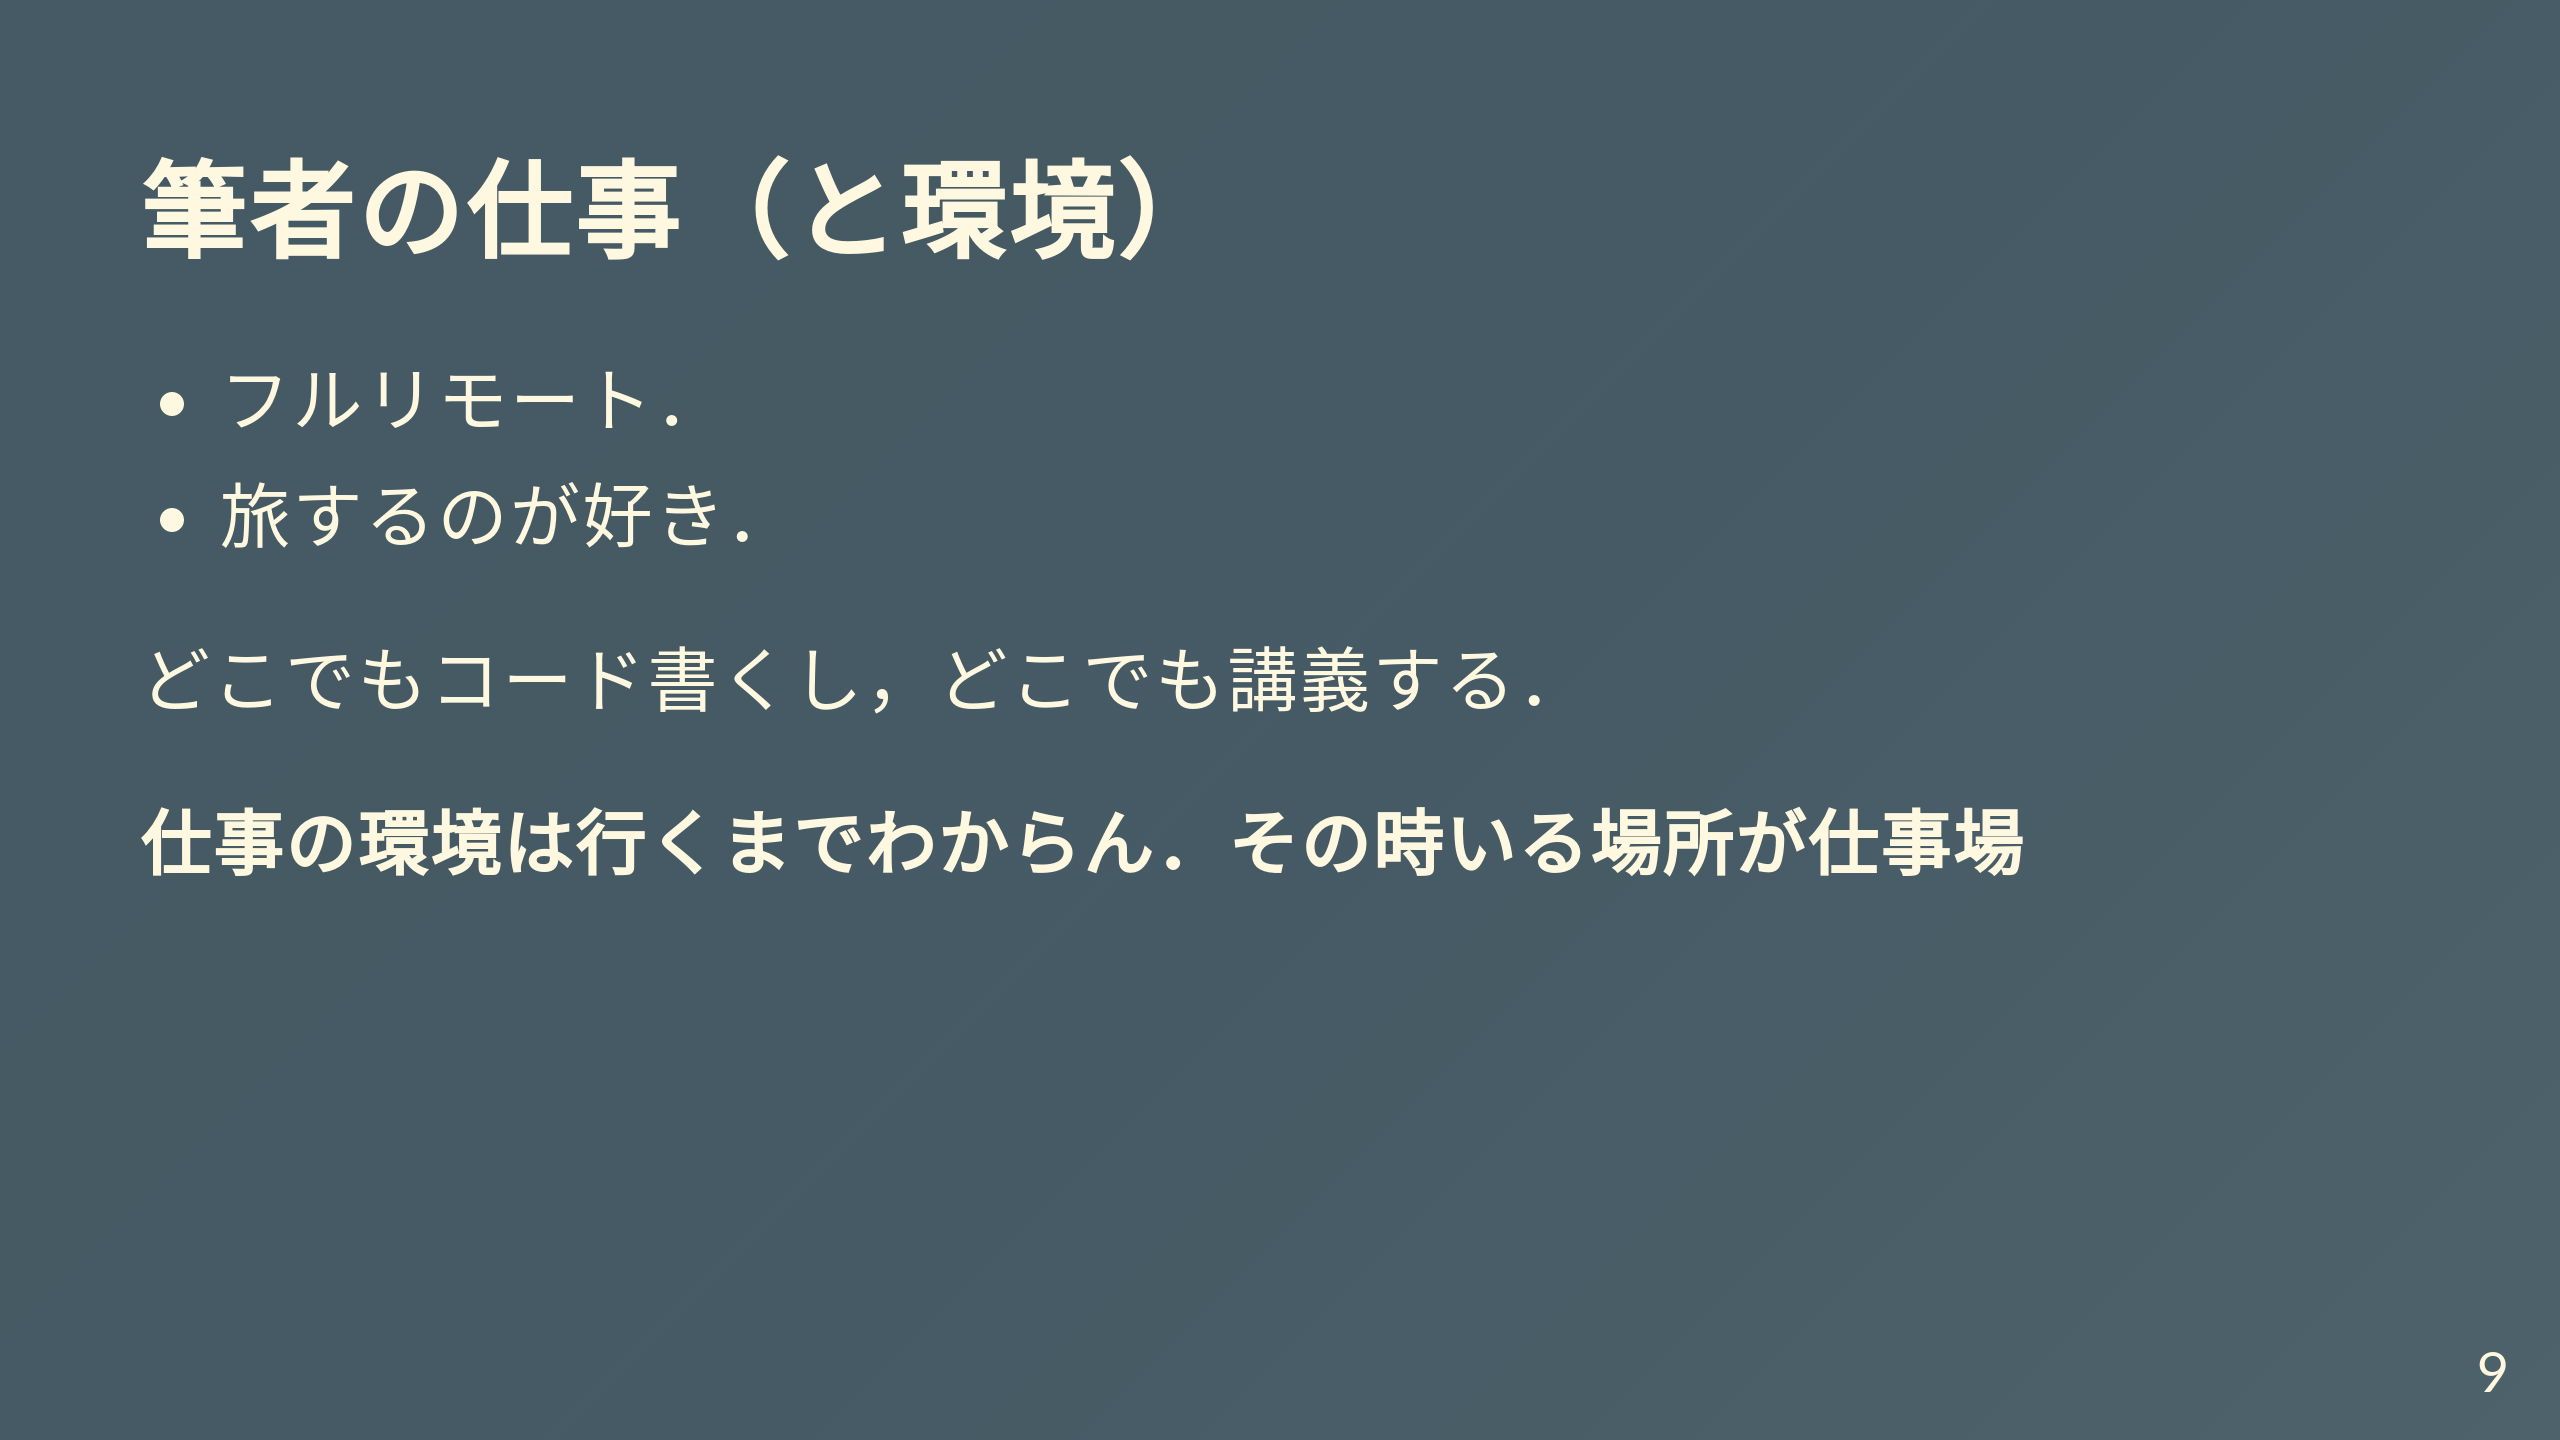 筆者の仕事（と環境）
• フルリモート．
• 旅するのが好き．
どこでもコード書くし，どこでも講義する．
仕事の環境は行くまでわからん．その時いる場所が仕事場
9